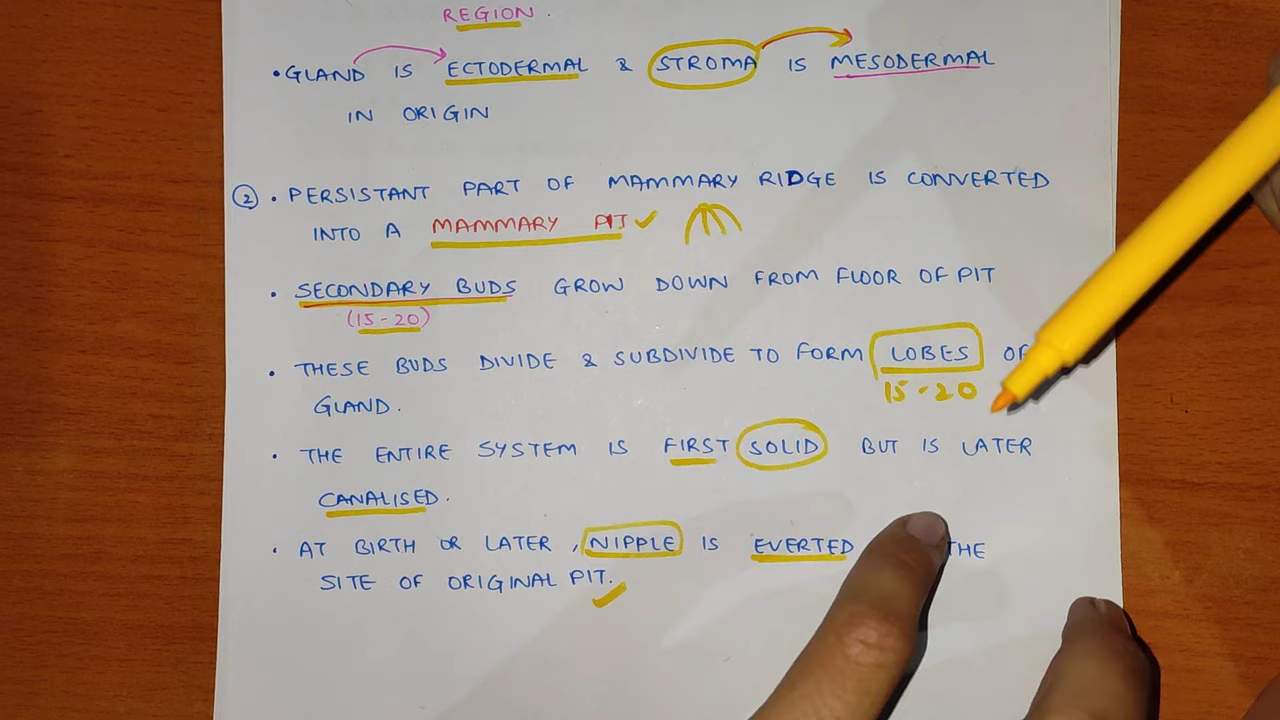 REGION.
• GLAND IS ECTODERMAL & STROMA IS MESODERMAL
IN ORIGIN
② • PERSISTANT PART OF MAMMARY RIDGE IS CONVERTED
INTO A MAMMARY PIT ✓
• SECONDARY BUDS GROW DOWN FROM FLOOR OF PIT
(15-20)
• THESE BUDS DIVIDE & SUBDIVIDE TO FORM LOBES OF
15-20
GLAND.
• THE ENTIRE SYSTEM IS FIRST SOLID BUT IS LATER
CANALISED.
• AT BIRTH OR LATER, NIPPLE IS EVERTED THE
SITE OF ORIGINAL PIT. ✓